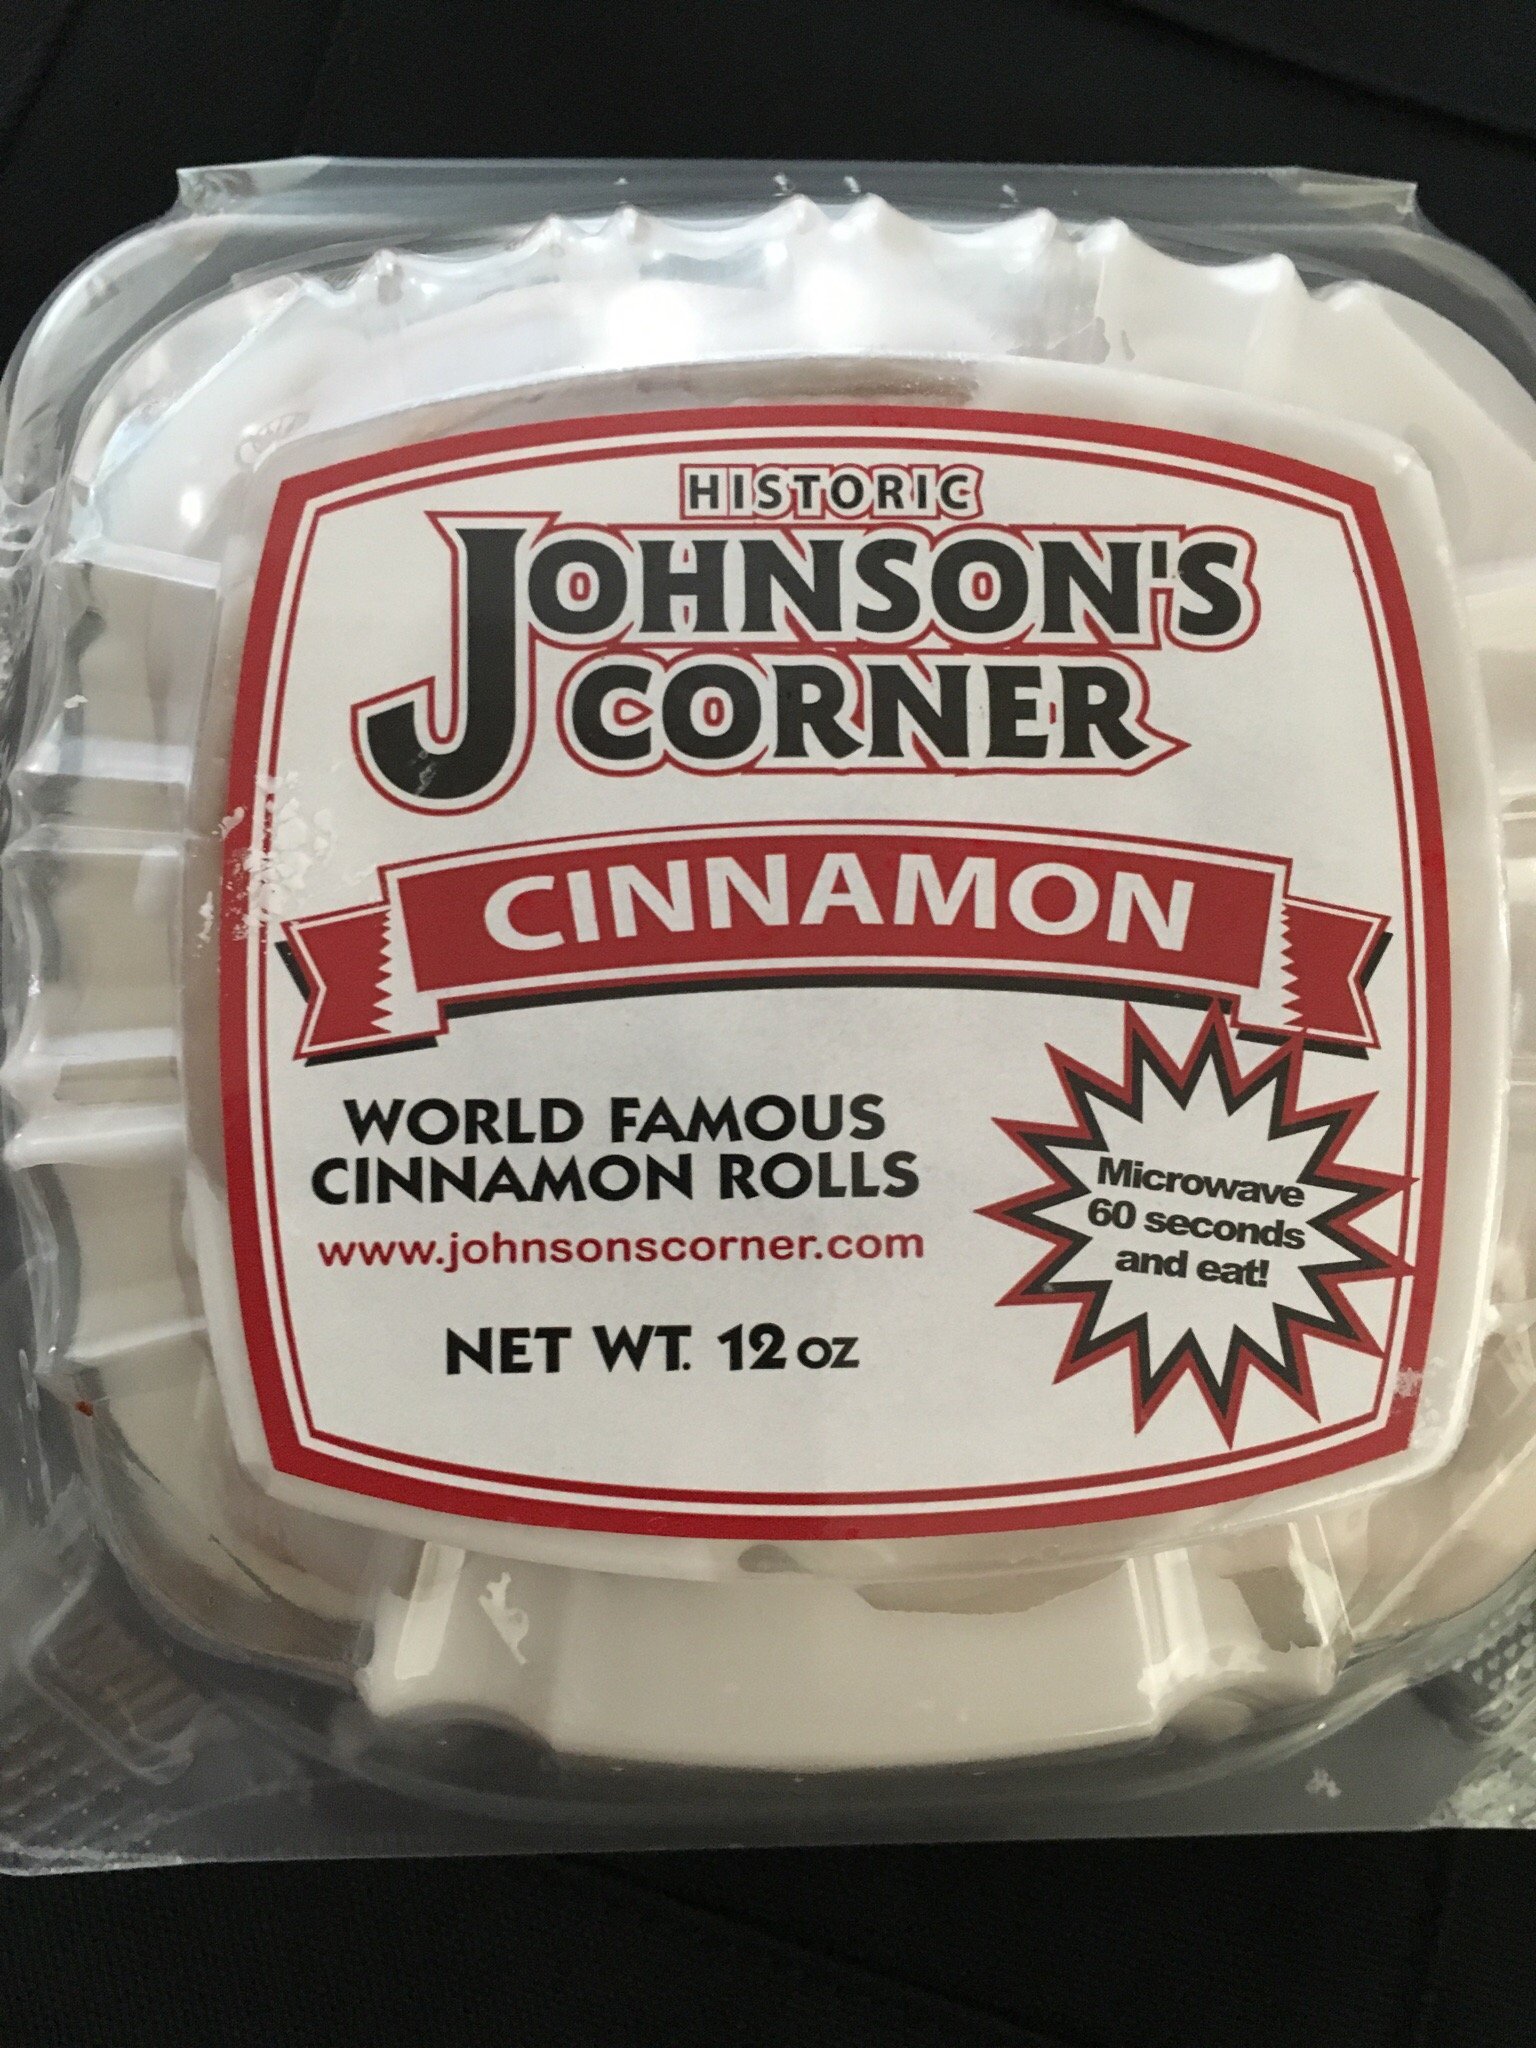 HISTORIC
JOHNSON'S
CORNER
CINNAMON
WORLD FAMOUS
CINNAMON ROLLS
www.johnsonscorner.com
NET WT. 12 oz
Microwave
60 seconds
and eat!